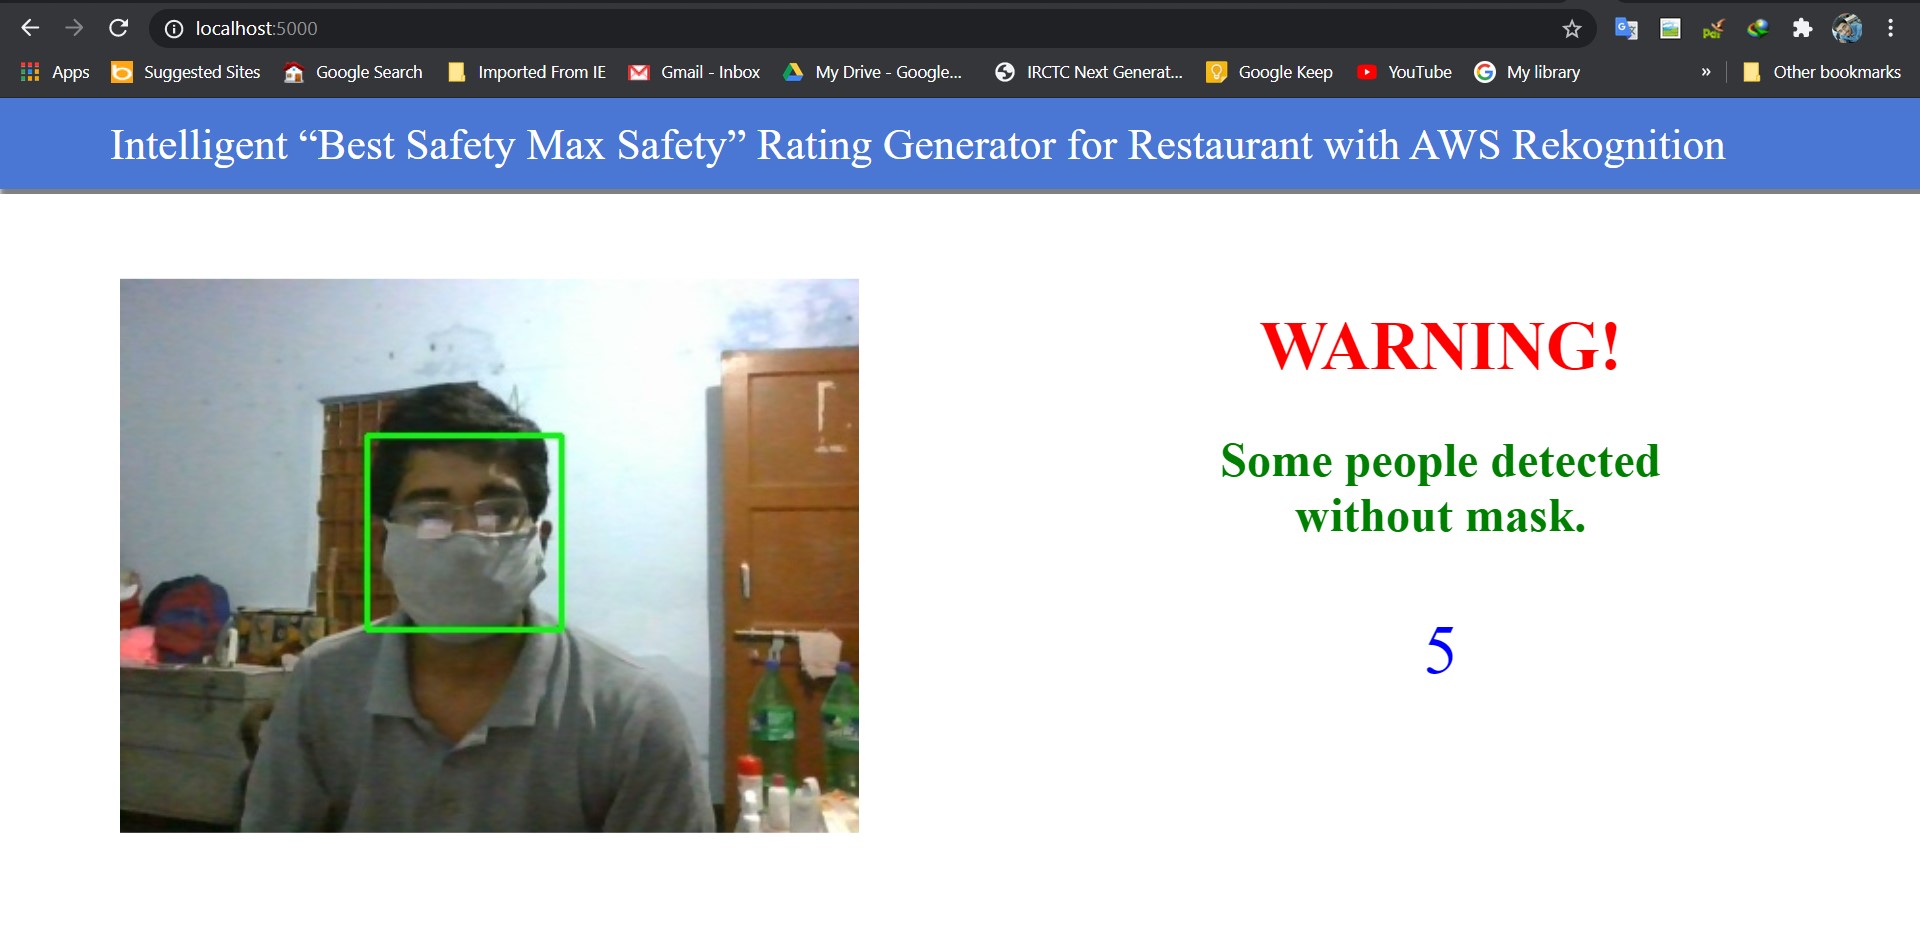 localhost:5000
Apps Suggested Sites Google Search Imported From IE Gmail - Inbox My Drive - Google... IRCTC Next Generat... Google Keep YouTube My library » Other bookmarks
Intelligent “Best Safety Max Safety” Rating Generator for Restaurant with AWS Rekognition
WARNING!
Some people detected
without mask.
5